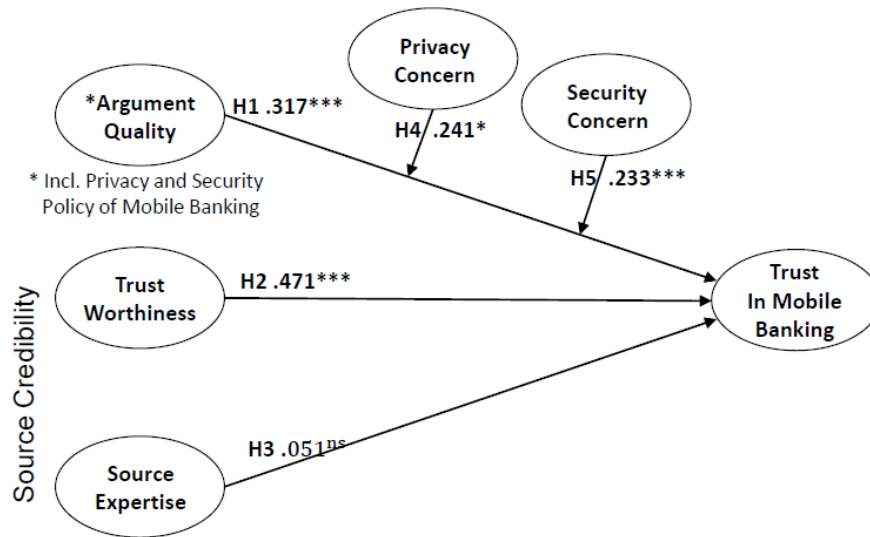 Privacy
Concern
*Argument
Quality
H1 .317***
Security
Concern
H4 .241*
* Incl. Privacy and Security
Policy of Mobile Banking
H5 .233***
Source Credibility
Trust
Worthiness
H2 .471***
Trust
In Mobile
Banking
H3 .051ns
Source
Expertise